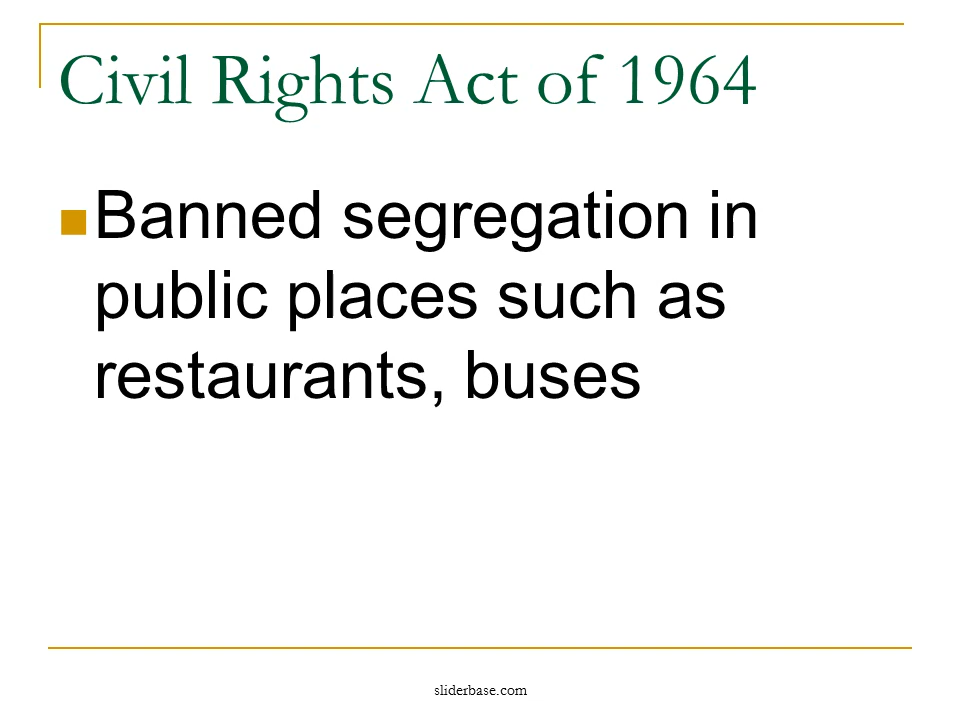 Civil Rights Act of 1964
Banned segregation in
public places such as
restaurants, buses
sliderbase.com